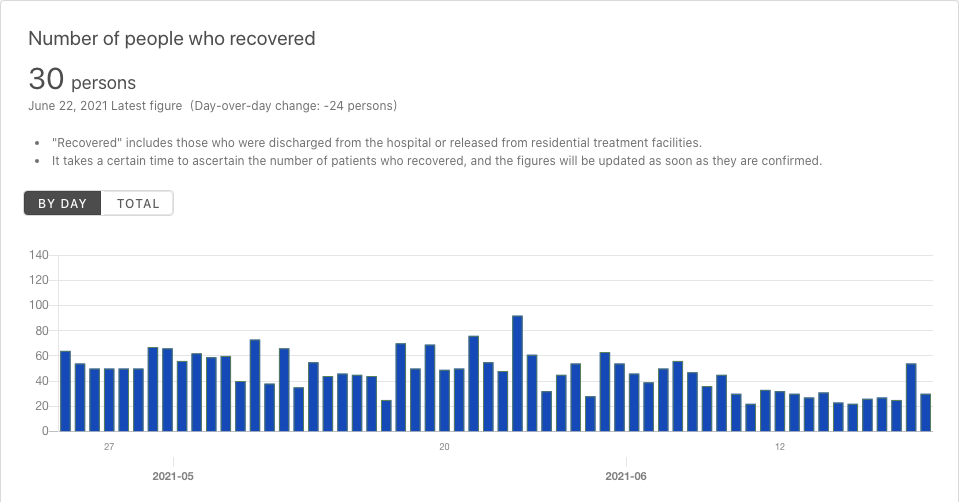 Number of people who recovered
30 persons
June 22, 2021 Latest figure (Day-over-day change: -24 persons)
• "Recovered" includes those who were discharged from the hospital or released from residential treatment facilities.
• It takes a certain time to ascertain the number of patients who recovered, and the figures will be updated as soon as they are confirmed.
BY DAY TOTAL
140
120
100
80
60
40
20
0
27 20 12
2021-05 2021-06